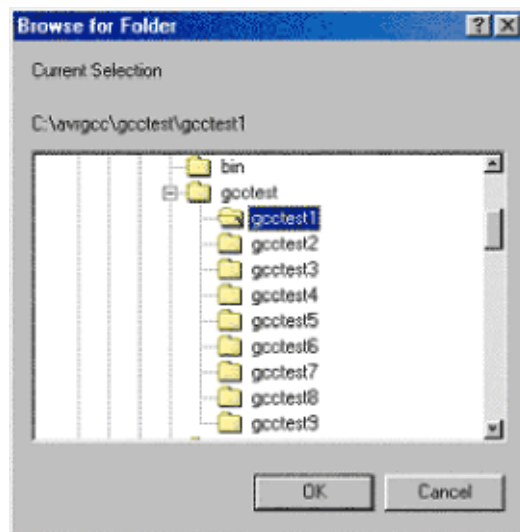 Browse for Folder
Current Selection
C:\avrgcc\gcctest\gcctest1
bin
gcctest
gcctest1
gcctest2
gcctest3
gcctest4
gcctest5
gcctest6
gcctest7
gcctest8
gcctest9
OK
Cancel